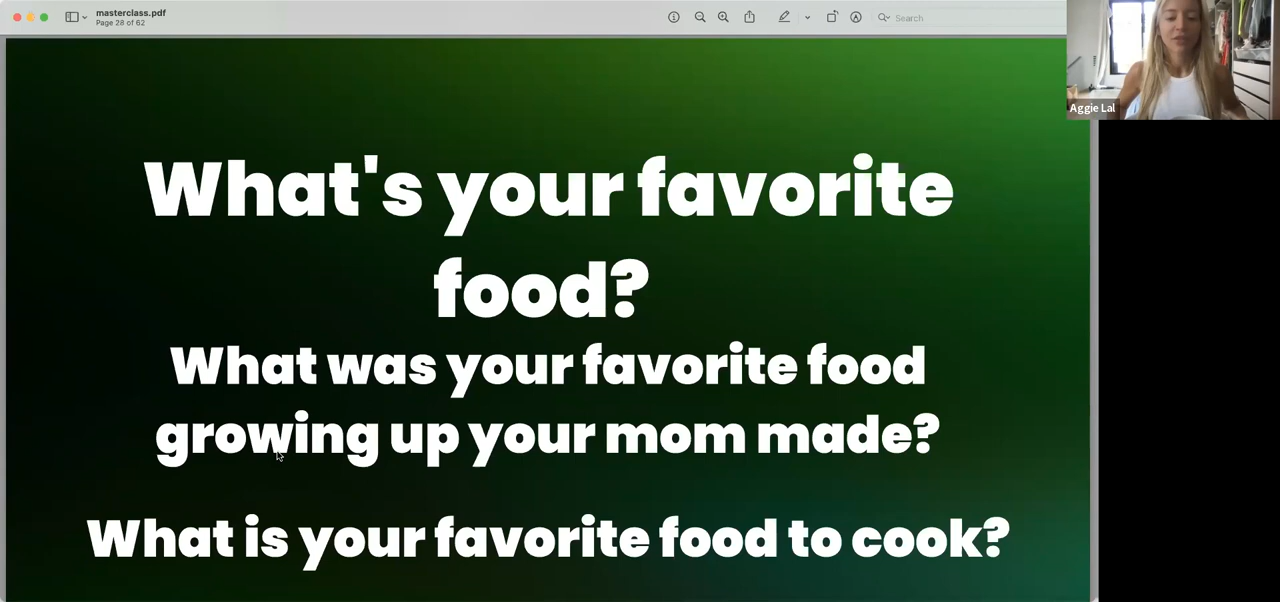 masterclass.pdf
Page 28 of 62
Search
Aggie Lal
What's your favorite
food?
What was your favorite food
growing up your mom made?
What is your favorite food to cook?